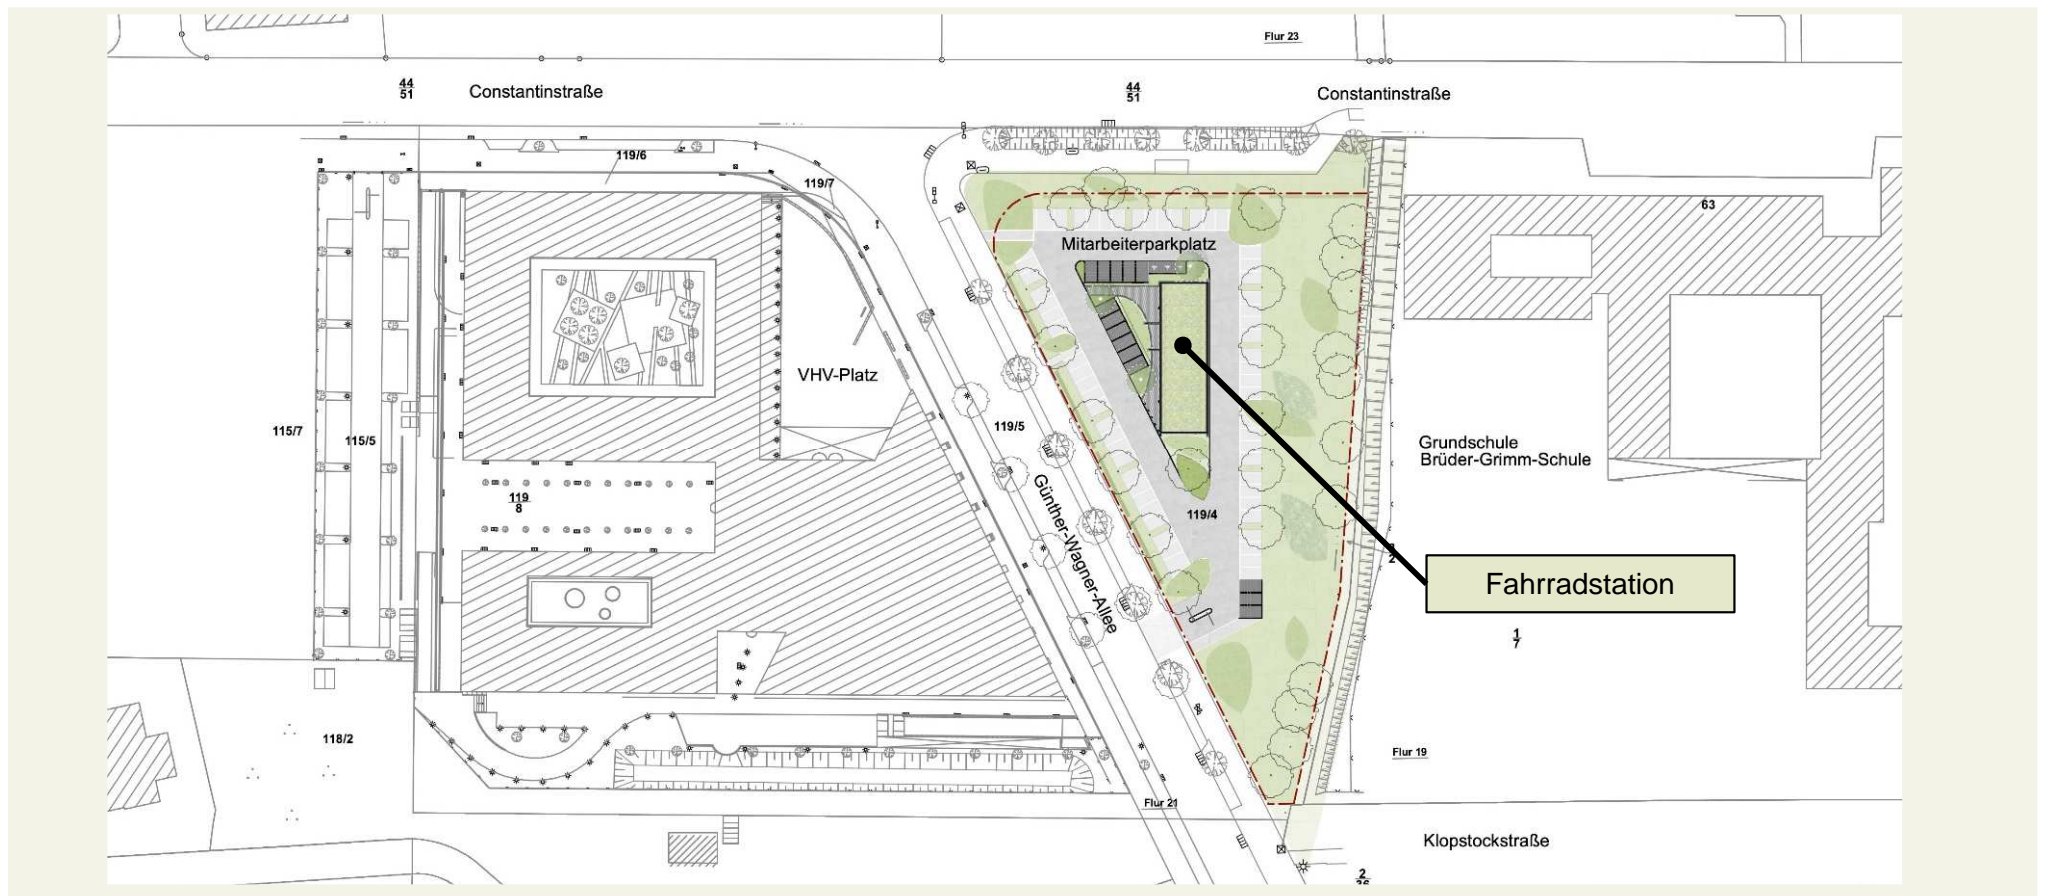 Flur 23
44
51
Constantinstraße
44
51
Constantinstraße
119/6
119/7
63
Mitarbeiterparkplatz
VHV-Platz
115/7
115/5
119/5
Grundschule
Brüder-Grimm-Schule
119
8
119/4
Günther-Wagner-Allee
2
Fahrradstation
1
7
118/2
Flur 19
Flur 21
Klopstockstraße
2
36